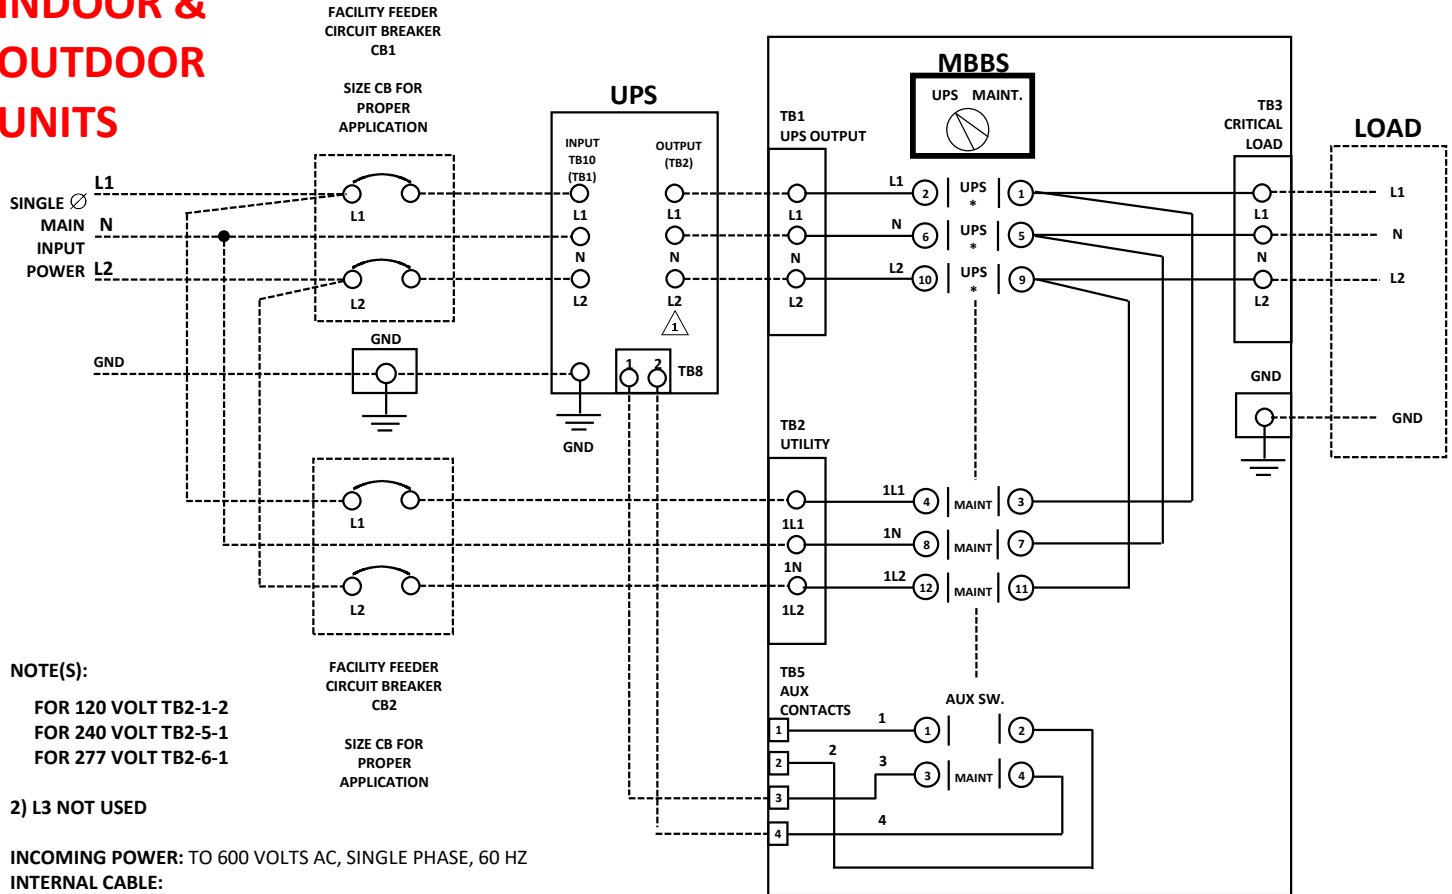 INDOOR &
OUTDOOR
UNITS
FACILITY FEEDER
CIRCUIT BREAKER
CB1
SIZE CB FOR
PROPER
APPLICATION
SINGLE ∅
MAIN
INPUT
POWER
L1
N
L2
GND
L1
L2
GND
UPS
INPUT
TB10
(TB1)
OUTPUT
(TB2)
L1
L1
N
N
L2
L2
1
1 2
TB8
GND
MBBS
UPS MAINT.
TB1
UPS OUTPUT
L1
N
L2
L1
2
UPS
*
1
N
6
UPS
*
5
L2
10
UPS
*
9
TB3
CRITICAL
LOAD
L1
N
L2
GND
LOAD
L1
N
L2
GND
L1
L2
FACILITY FEEDER
CIRCUIT BREAKER
CB2
SIZE CB FOR
PROPER
APPLICATION
TB2
UTILITY
1L1
1N
1L2
1L1
4
MAINT
3
1N
8
MAINT
7
1L2
12
MAINT
11
TB5
AUX
CONTACTS
AUX SW.
1
1
1
2
2
2
3
3
3
MAINT
4
4
4
NOTE(S):
FOR 120 VOLT TB2-1-2
FOR 240 VOLT TB2-5-1
FOR 277 VOLT TB2-6-1
2) L3 NOT USED
INCOMING POWER: TO 600 VOLTS AC, SINGLE PHASE, 60 HZ
INTERNAL CABLE: